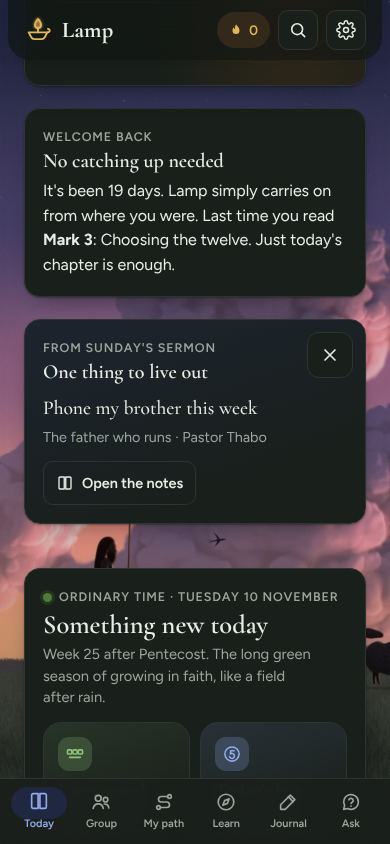 Lamp
0
WELCOME BACK
No catching up needed
It's been 19 days. Lamp simply carries on
from where you were. Last time you read
Mark 3: Choosing the twelve. Just today's
chapter is enough.
FROM SUNDAY'S SERMON
One thing to live out
Phone my brother this week
The father who runs · Pastor Thabo
Open the notes
ORDINARY TIME · TUESDAY 10 NOVEMBER
Something new today
Week 25 after Pentecost. The long green
season of growing in faith, like a field
after rain.
5
Today
Group
My path
Learn
Journal
Ask